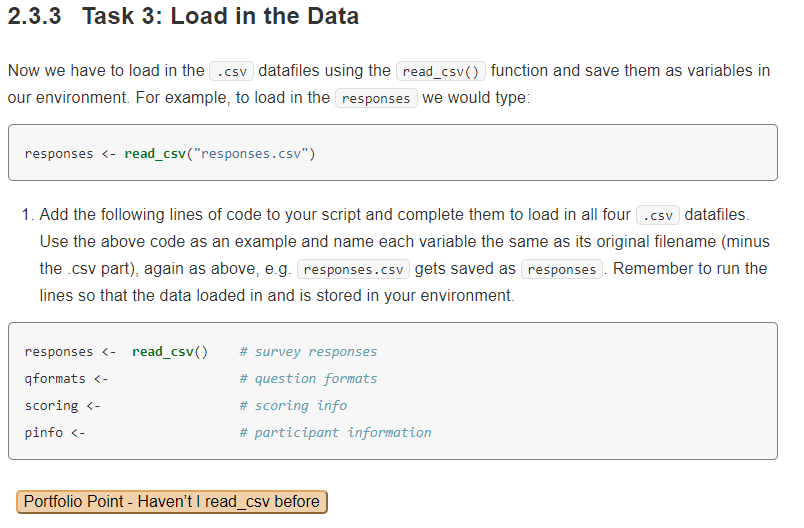 2.3.3 Task 3: Load in the Data
Now we have to load in the .csv datafiles using the read_csv() function and save them as variables in
our environment. For example, to load in the responses we would type:
responses <- read_csv("responses.csv")
1. Add the following lines of code to your script and complete them to load in all four .csv datafiles.
Use the above code as an example and name each variable the same as its original filename (minus
the .csv part), again as above, e.g. responses.csv gets saved as responses. Remember to run the
lines so that the data loaded in and is stored in your environment.
responses <- read_csv() # survey responses
qformats <- # question formats
scoring <- # scoring info
pinfo <- # participant information
Portfolio Point - Haven’t I read_csv before